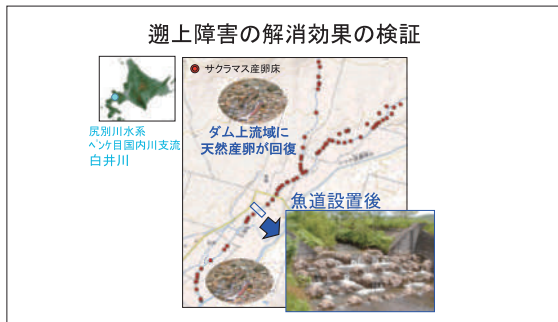 遡上障害の解消効果の検証
サクラマス産卵床
尻別川水系
ペンケ目国内川支流
白井川
ダム上流域に
天然産卵が回復
魚道設置後